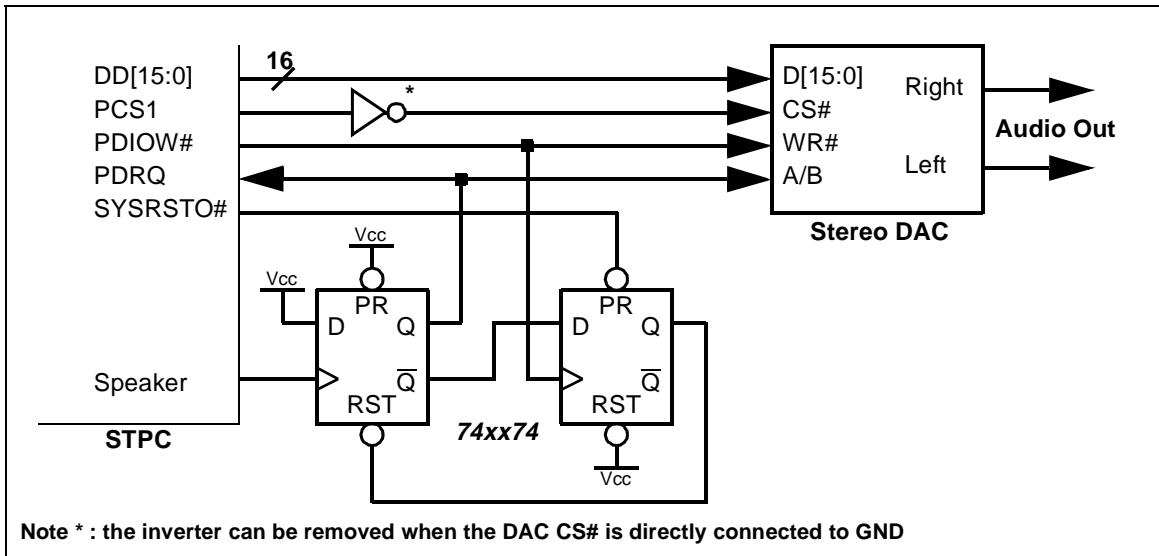 16
DD[15:0]
PCS1
PDIOW#
PDRQ
SYSRSTO#
Speaker
STPC
*
D[15:0]
CS#
WR#
A/B
Right
Left
Stereo DAC
Audio Out
Vcc
Vcc
PR
D Q
Q
RST
74xx74
PR
D Q
Q
RST
Vcc
Note * : the inverter can be removed when the DAC CS# is directly connected to GND